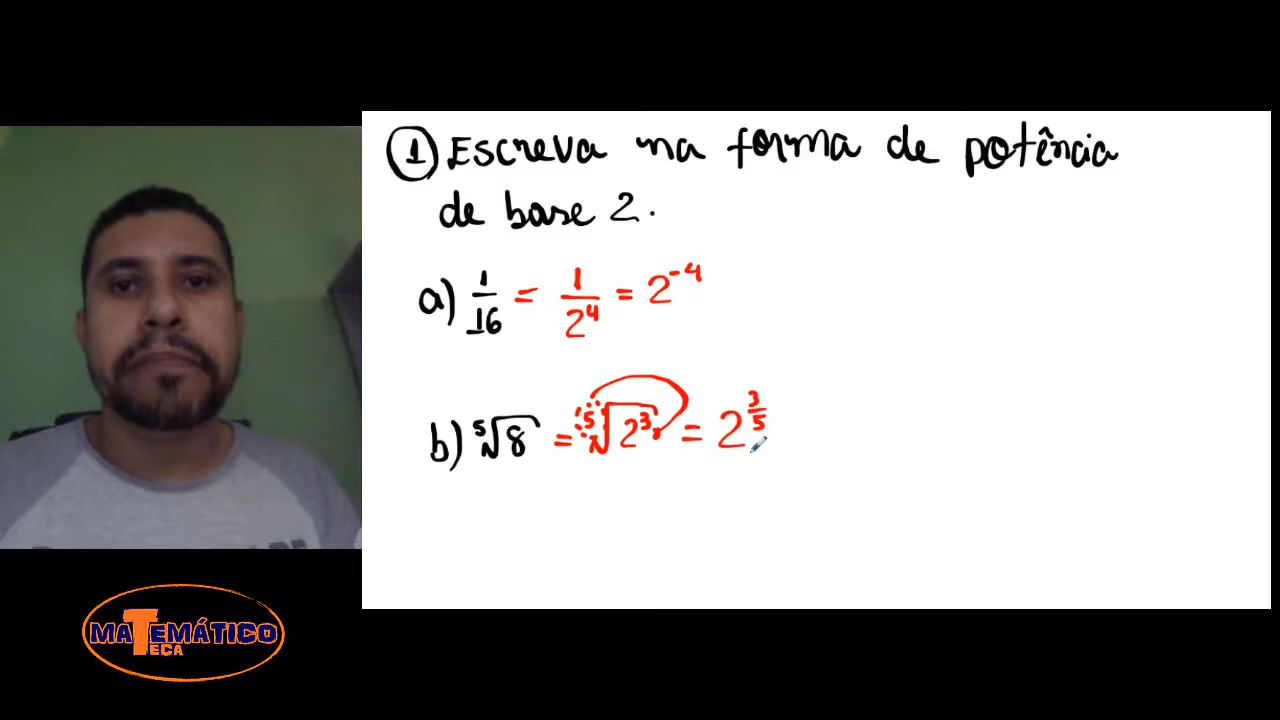 ① Escreva na forma de potência
de base 2.
a) 1/16 = 1/2⁴ = 2⁻⁴
b) ⁵√8 = ⁵√2³ = 2^(3/5)
MATEMÁTICO
TECA